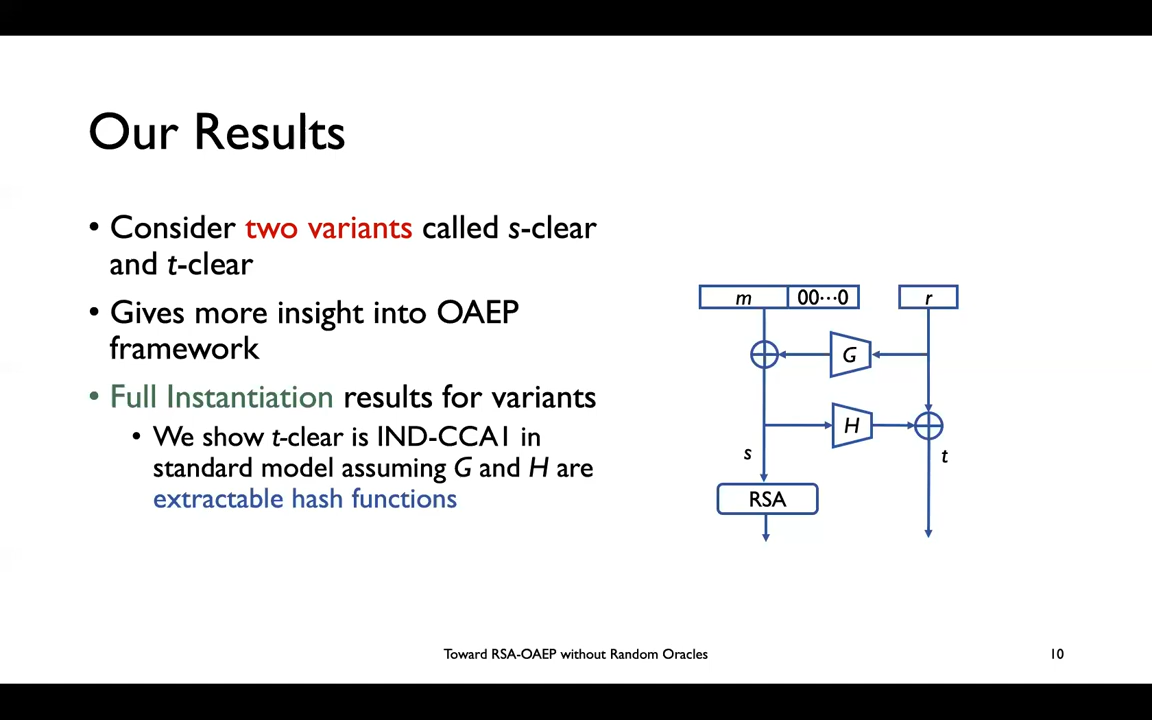 Our Results
• Consider two variants called s-clear
and t-clear
• Gives more insight into OAEP
framework
• Full Instantiation results for variants
• We show t-clear is IND-CCA1 in
standard model assuming G and H are
extractable hash functions
m 00···0 r
G
H
s t
RSA
Toward RSA-OAEP without Random Oracles 10